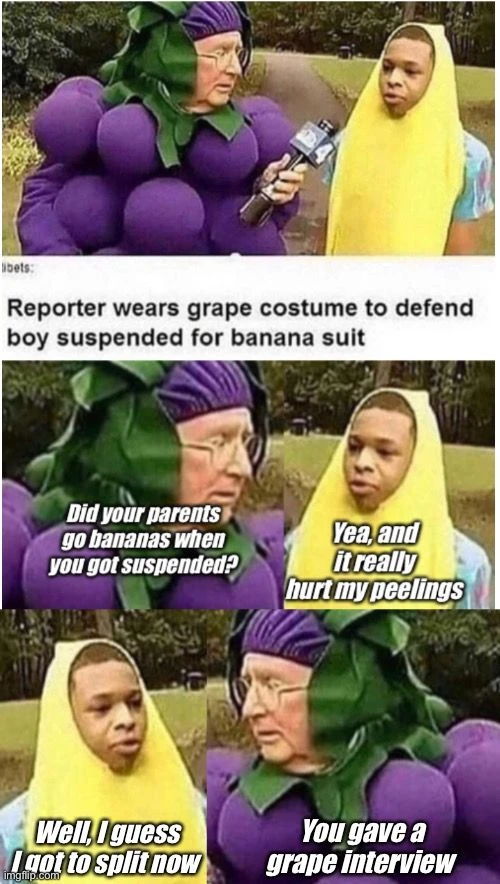 4
ibets:
Reporter wears grape costume to defend
boy suspended for banana suit
Did your parents
go bananas when
you got suspended?
Yea, and
it really
hurt my peelings
Well, I guess
I got to split now
You gave a
grape interview
imgflip.com